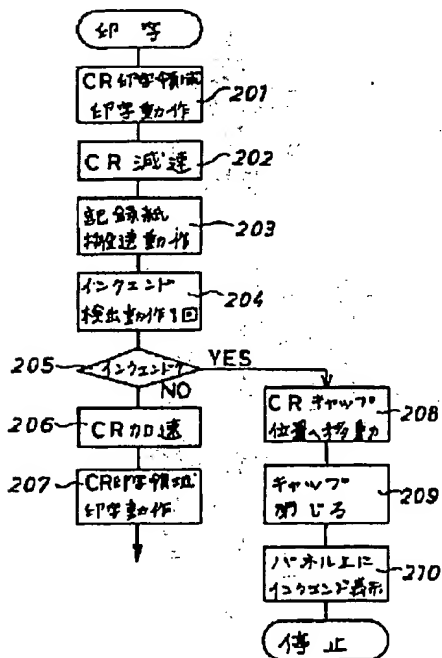 印字
CR印字領域
印字動作
201
CR 減速
202
記録紙
搬送動作
203
インクエンド
検出動作1回
204
205
インクエンド?
YES
NO
206
CR加速
207
CR印字領域
印字動作
CRキャップ
位置へ移動
208
キャップ
閉じる
209
パネル上に
インクエンド表示
210
停止